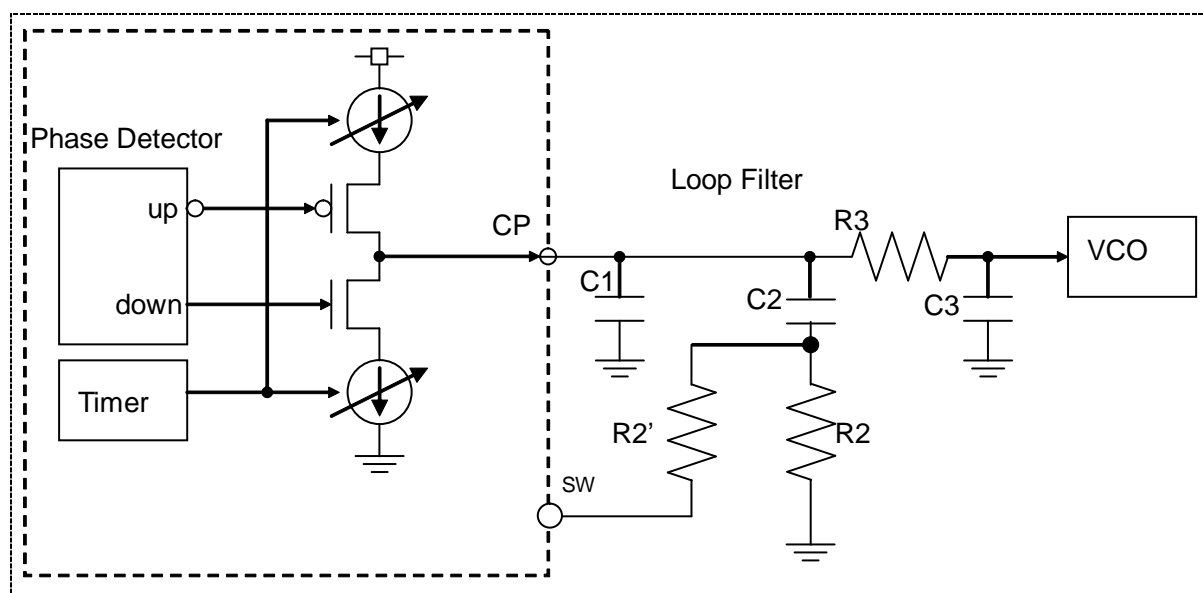 Phase Detector
up
down
Timer
CP
SW
Loop Filter
C1
C2
R2’
R2
R3
C3
VCO